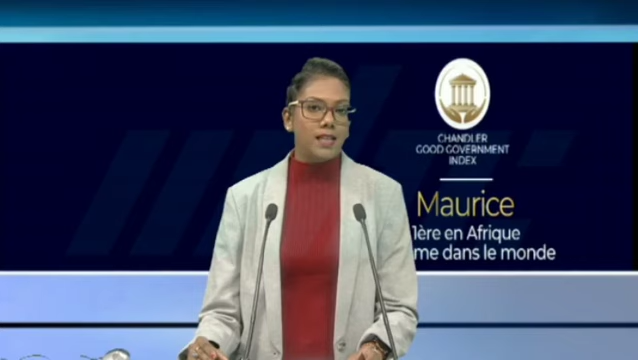 CHANDLER
GOOD GOVERNMENT
INDEX
Maurice
1ère en Afrique
me dans le monde